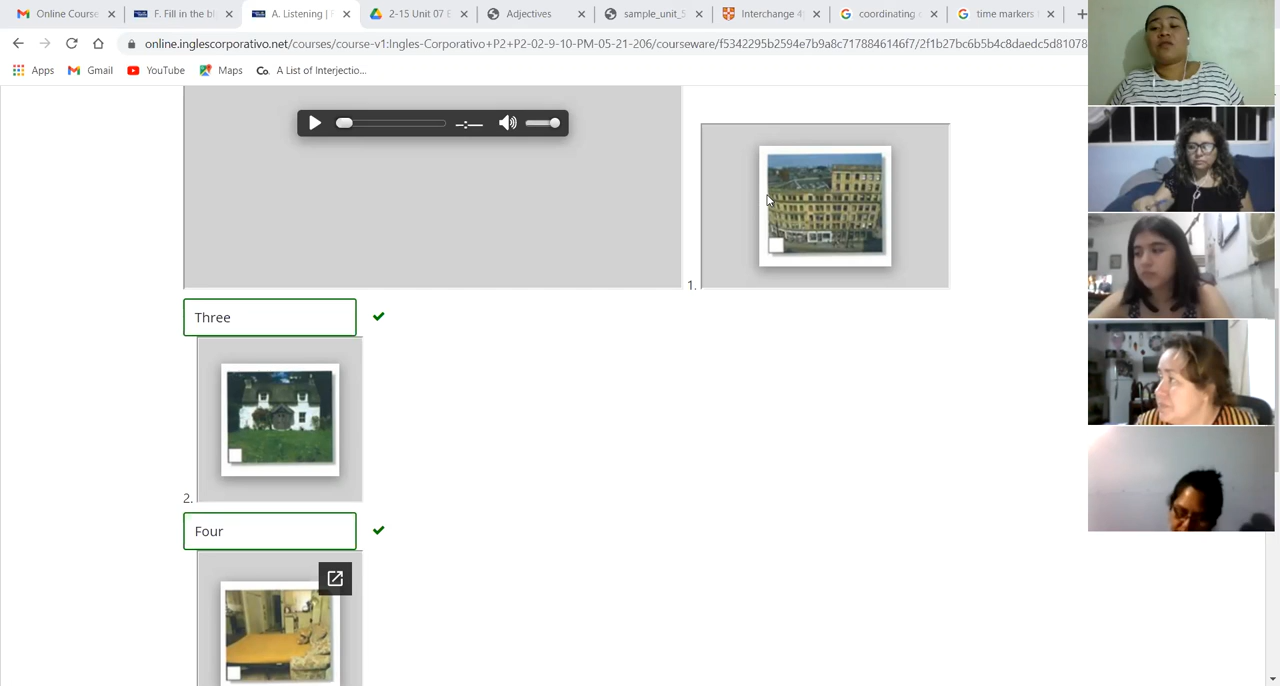 Online Course
F. Fill in the bl
A. Listening |
2-15 Unit 07 E
Adjectives
sample_unit_5
Interchange 4
coordinating
time markers
online.inglescorporativo.net/courses/course-v1:Ingles-Corporativo+P2+P2-02-9-10-PM-05-21-206/courseware/f5342295b2594e7b9a8c7178846146f7/2f1b27bc6b5b4c8daedc5d81078
Apps
Gmail
YouTube
Maps
Co. A List of Interjectio...
--:--
1.
Three
2.
Four